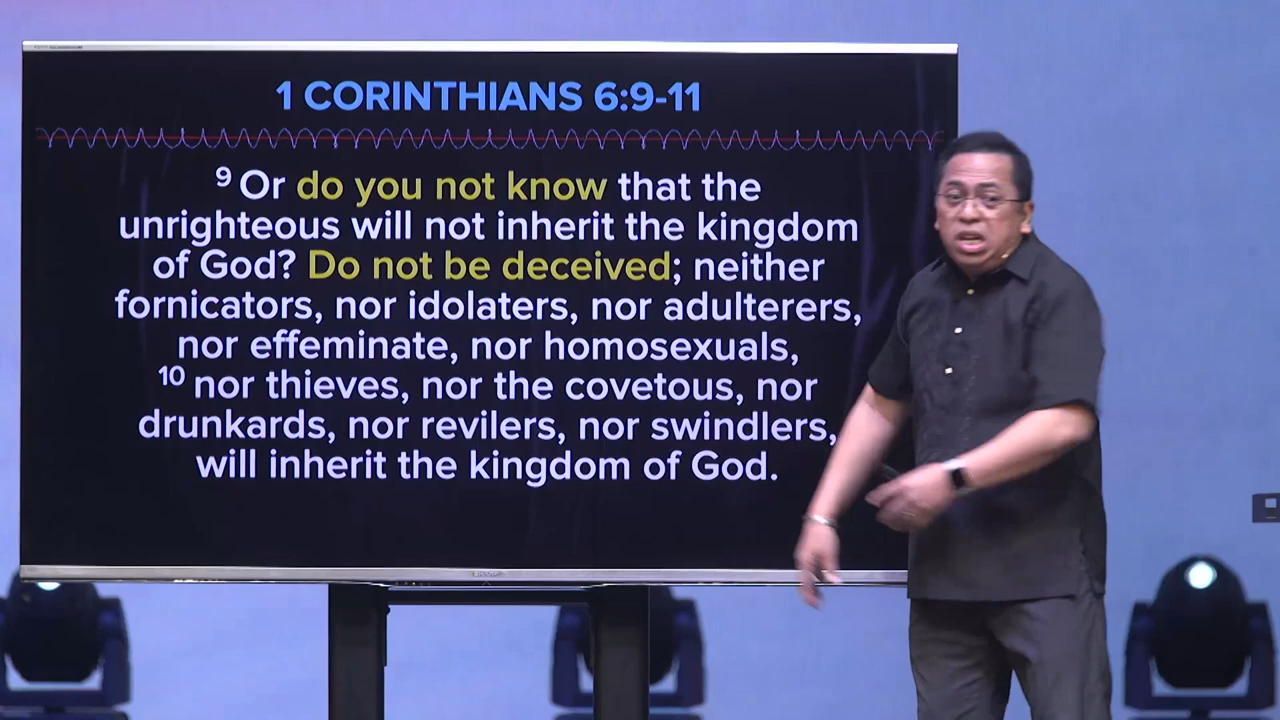 1 CORINTHIANS 6:9-11
9 Or do you not know that the
unrighteous will not inherit the kingdom
of God? Do not be deceived; neither
fornicators, nor idolaters, nor adulterers,
nor effeminate, nor homosexuals,
10 nor thieves, nor the covetous, nor
drunkards, nor revilers, nor swindlers,
will inherit the kingdom of God.